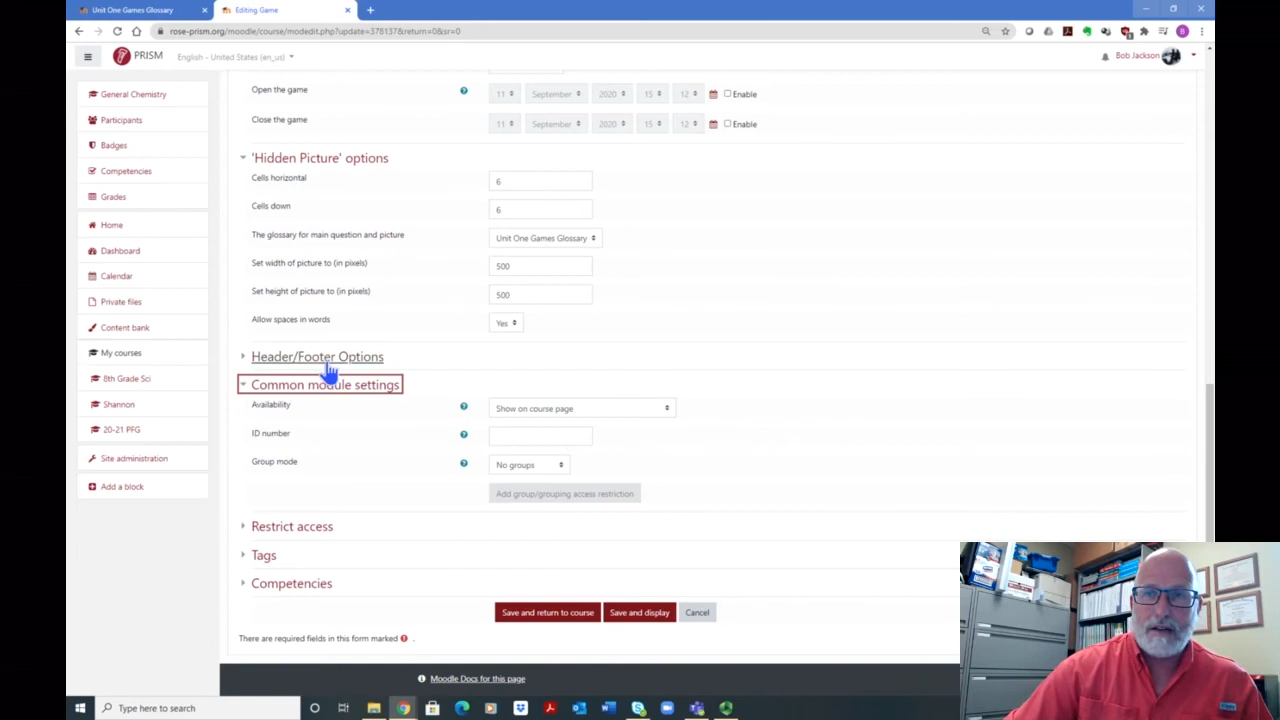 Unit One Games Glossary
Editing Game
rose-prism.org/moodle/course/modedit.php?update=378137&return=0&sr=0
PRISM English - United States (en_us) Bob Jackson
General Chemistry
Participants
Badges
Competencies
Grades
Home
Dashboard
Calendar
Private files
Content bank
My courses
8th Grade Sci
Shannon
20-21 PFG
Site administration
Add a block
Open the game 11 September 2020 15 12 Enable
Close the game 11 September 2020 15 12 Enable
'Hidden Picture' options
Cells horizontal 6
Cells down 6
The glossary for main question and picture Unit One Games Glossary
Set width of picture to (in pixels) 500
Set height of picture to (in pixels) 500
Allow spaces in words Yes
Header/Footer Options
Common module settings
Availability Show on course page
ID number
Group mode No groups
Add group/grouping access restriction
Restrict access
Tags
Competencies
Save and return to course Save and display Cancel
There are required fields in this form marked .
Moodle Docs for this page
Type here to search